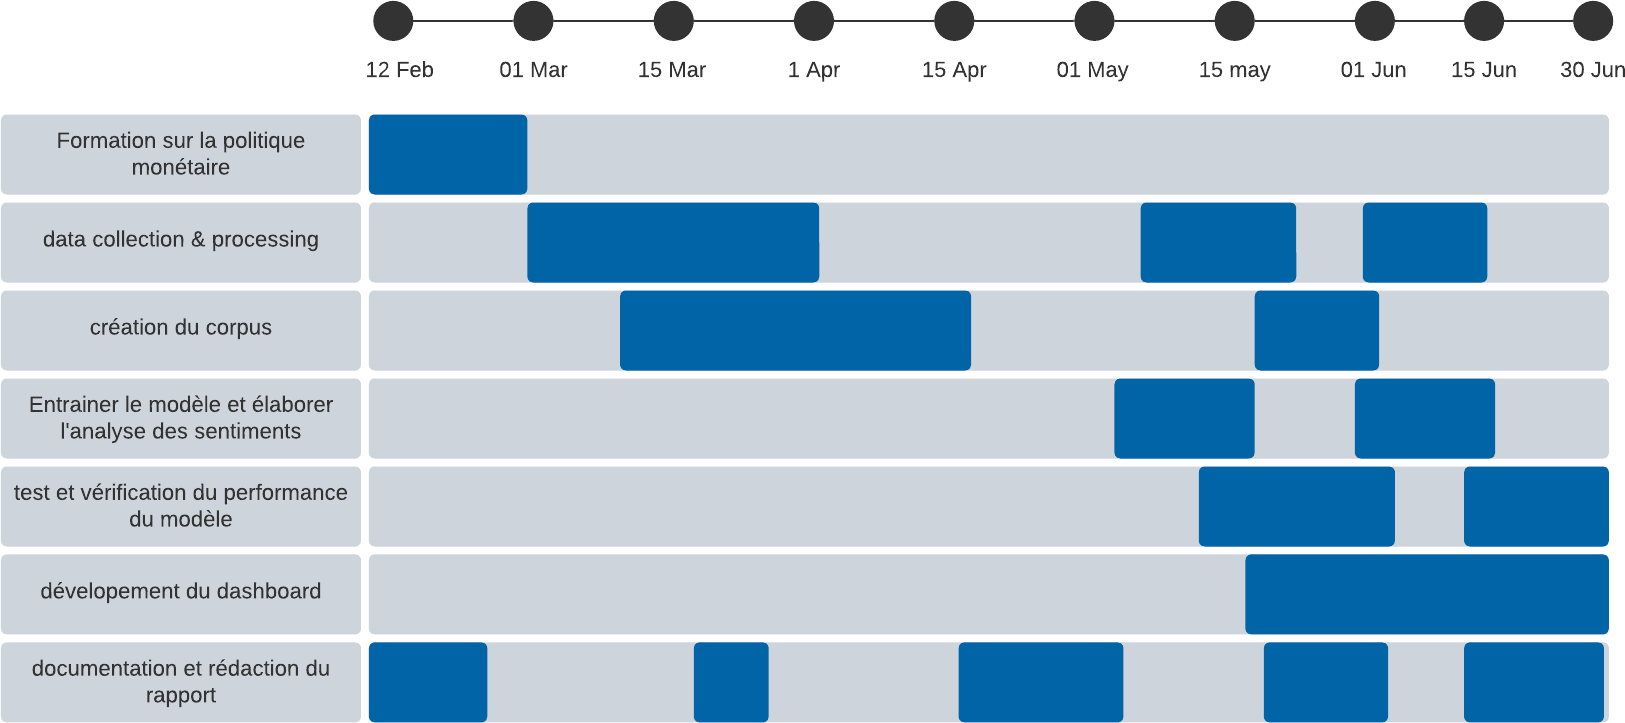 12 Feb
01 Mar
15 Mar
1 Apr
15 Apr
01 May
15 may
01 Jun
15 Jun
30 Jun
Formation sur la politique
monétaire
data collection & processing
création du corpus
Entrainer le modèle et élaborer
l'analyse des sentiments
test et vérification du performance
du modèle
dévelopement du dashboard
documentation et rédaction du
rapport